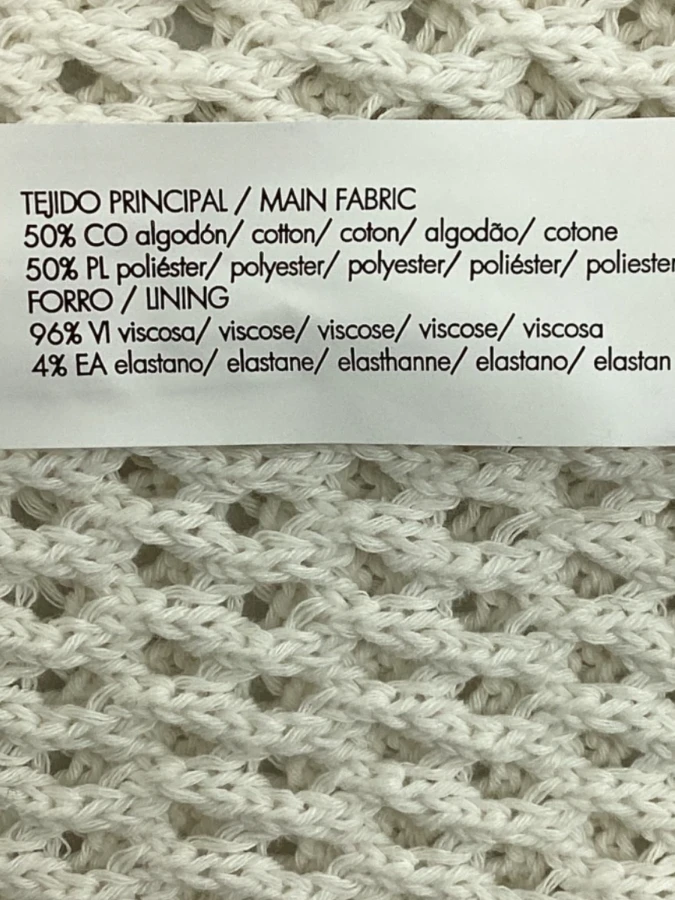 TEJIDO PRINCIPAL / MAIN FABRIC
50% CO algodón/ cotton/ coton/ algodão/ cotone
50% PL poliéster/ polyester/ polyester/ poliéster/ poliester
FORRO / LINING
96% VI viscosa/ viscose/ viscose/ viscose/ viscosa
4% EA elastano/ elastane/ elasthanne/ elastano/ elastan